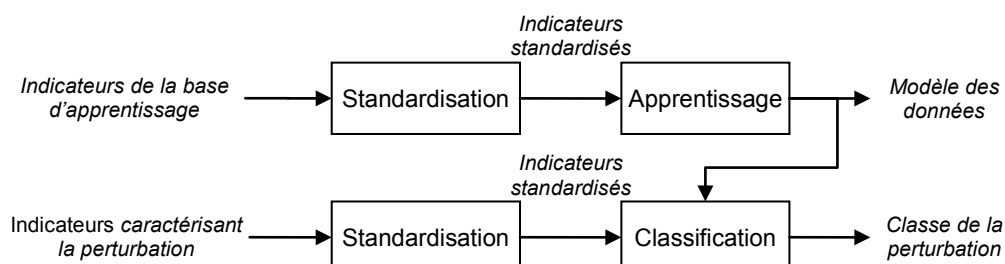 Indicateurs
standardisés
Indicateurs de la base
d'apprentissage
Standardisation
Apprentissage
Modèle des
données
Indicateurs
standardisés
Indicateurs caractérisant
la perturbation
Standardisation
Classification
Classe de la
perturbation